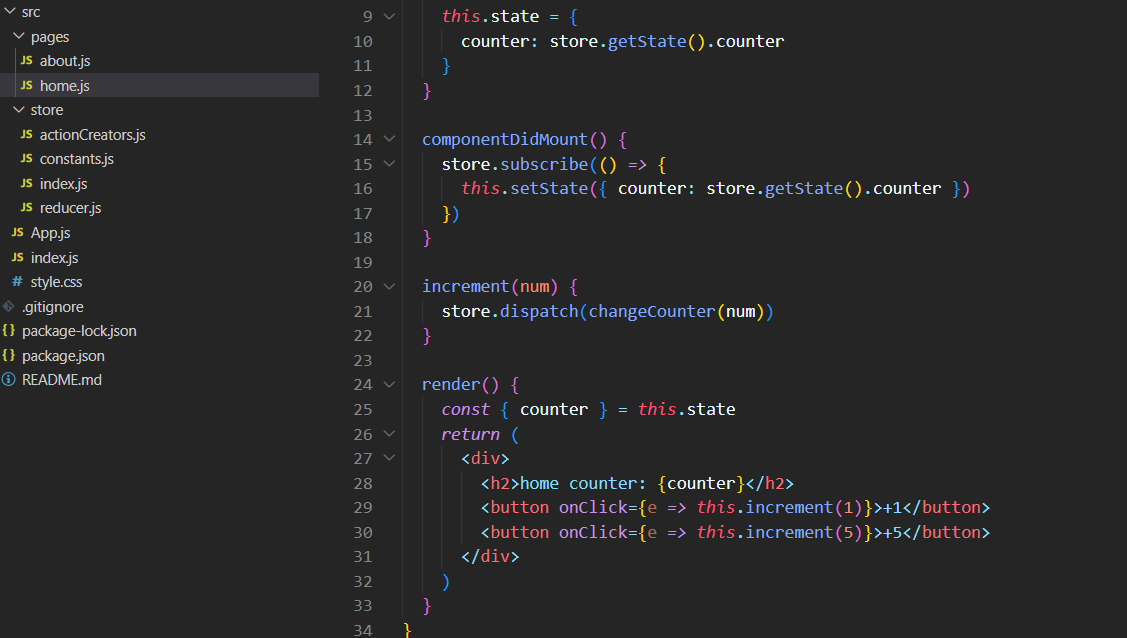 src
pages
JS about.js
JS home.js
store
JS actionCreators.js
JS constants.js
JS index.js
JS reducer.js
JS App.js
JS index.js
# style.css
.gitignore
{} package-lock.json
{} package.json
README.md
9 this.state = {
10 counter: store.getState().counter
11 }
12 }
13
14 componentDidMount() {
15 store.subscribe(() => {
16 this.setState({ counter: store.getState().counter })
17 })
18 }
19
20 increment(num) {
21 store.dispatch(changeCounter(num))
22 }
23
24 render() {
25 const { counter } = this.state
26 return (
27 <div>
28 <h2>home counter: {counter}</h2>
29 <button onClick={e => this.increment(1)}>+1</button>
30 <button onClick={e => this.increment(5)}>+5</button>
31 </div>
32 )
33 }
34 }